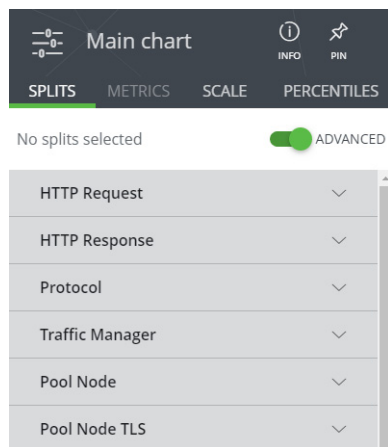 Main chart
INFO
PIN
SPLITS METRICS SCALE PERCENTILES
No splits selected
ADVANCED
HTTP Request
HTTP Response
Protocol
Traffic Manager
Pool Node
Pool Node TLS